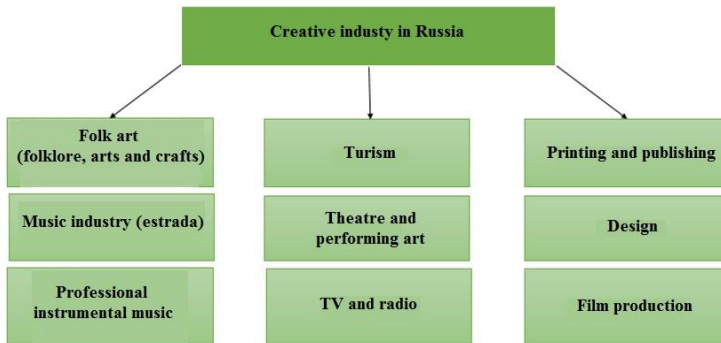 Creative industy in Russia
Folk art
(folklore, arts and crafts)
Turism
Printing and publishing
Music industry (estrada)
Theatre and
performing art
Design
Professional
instrumental music
TV and radio
Film production